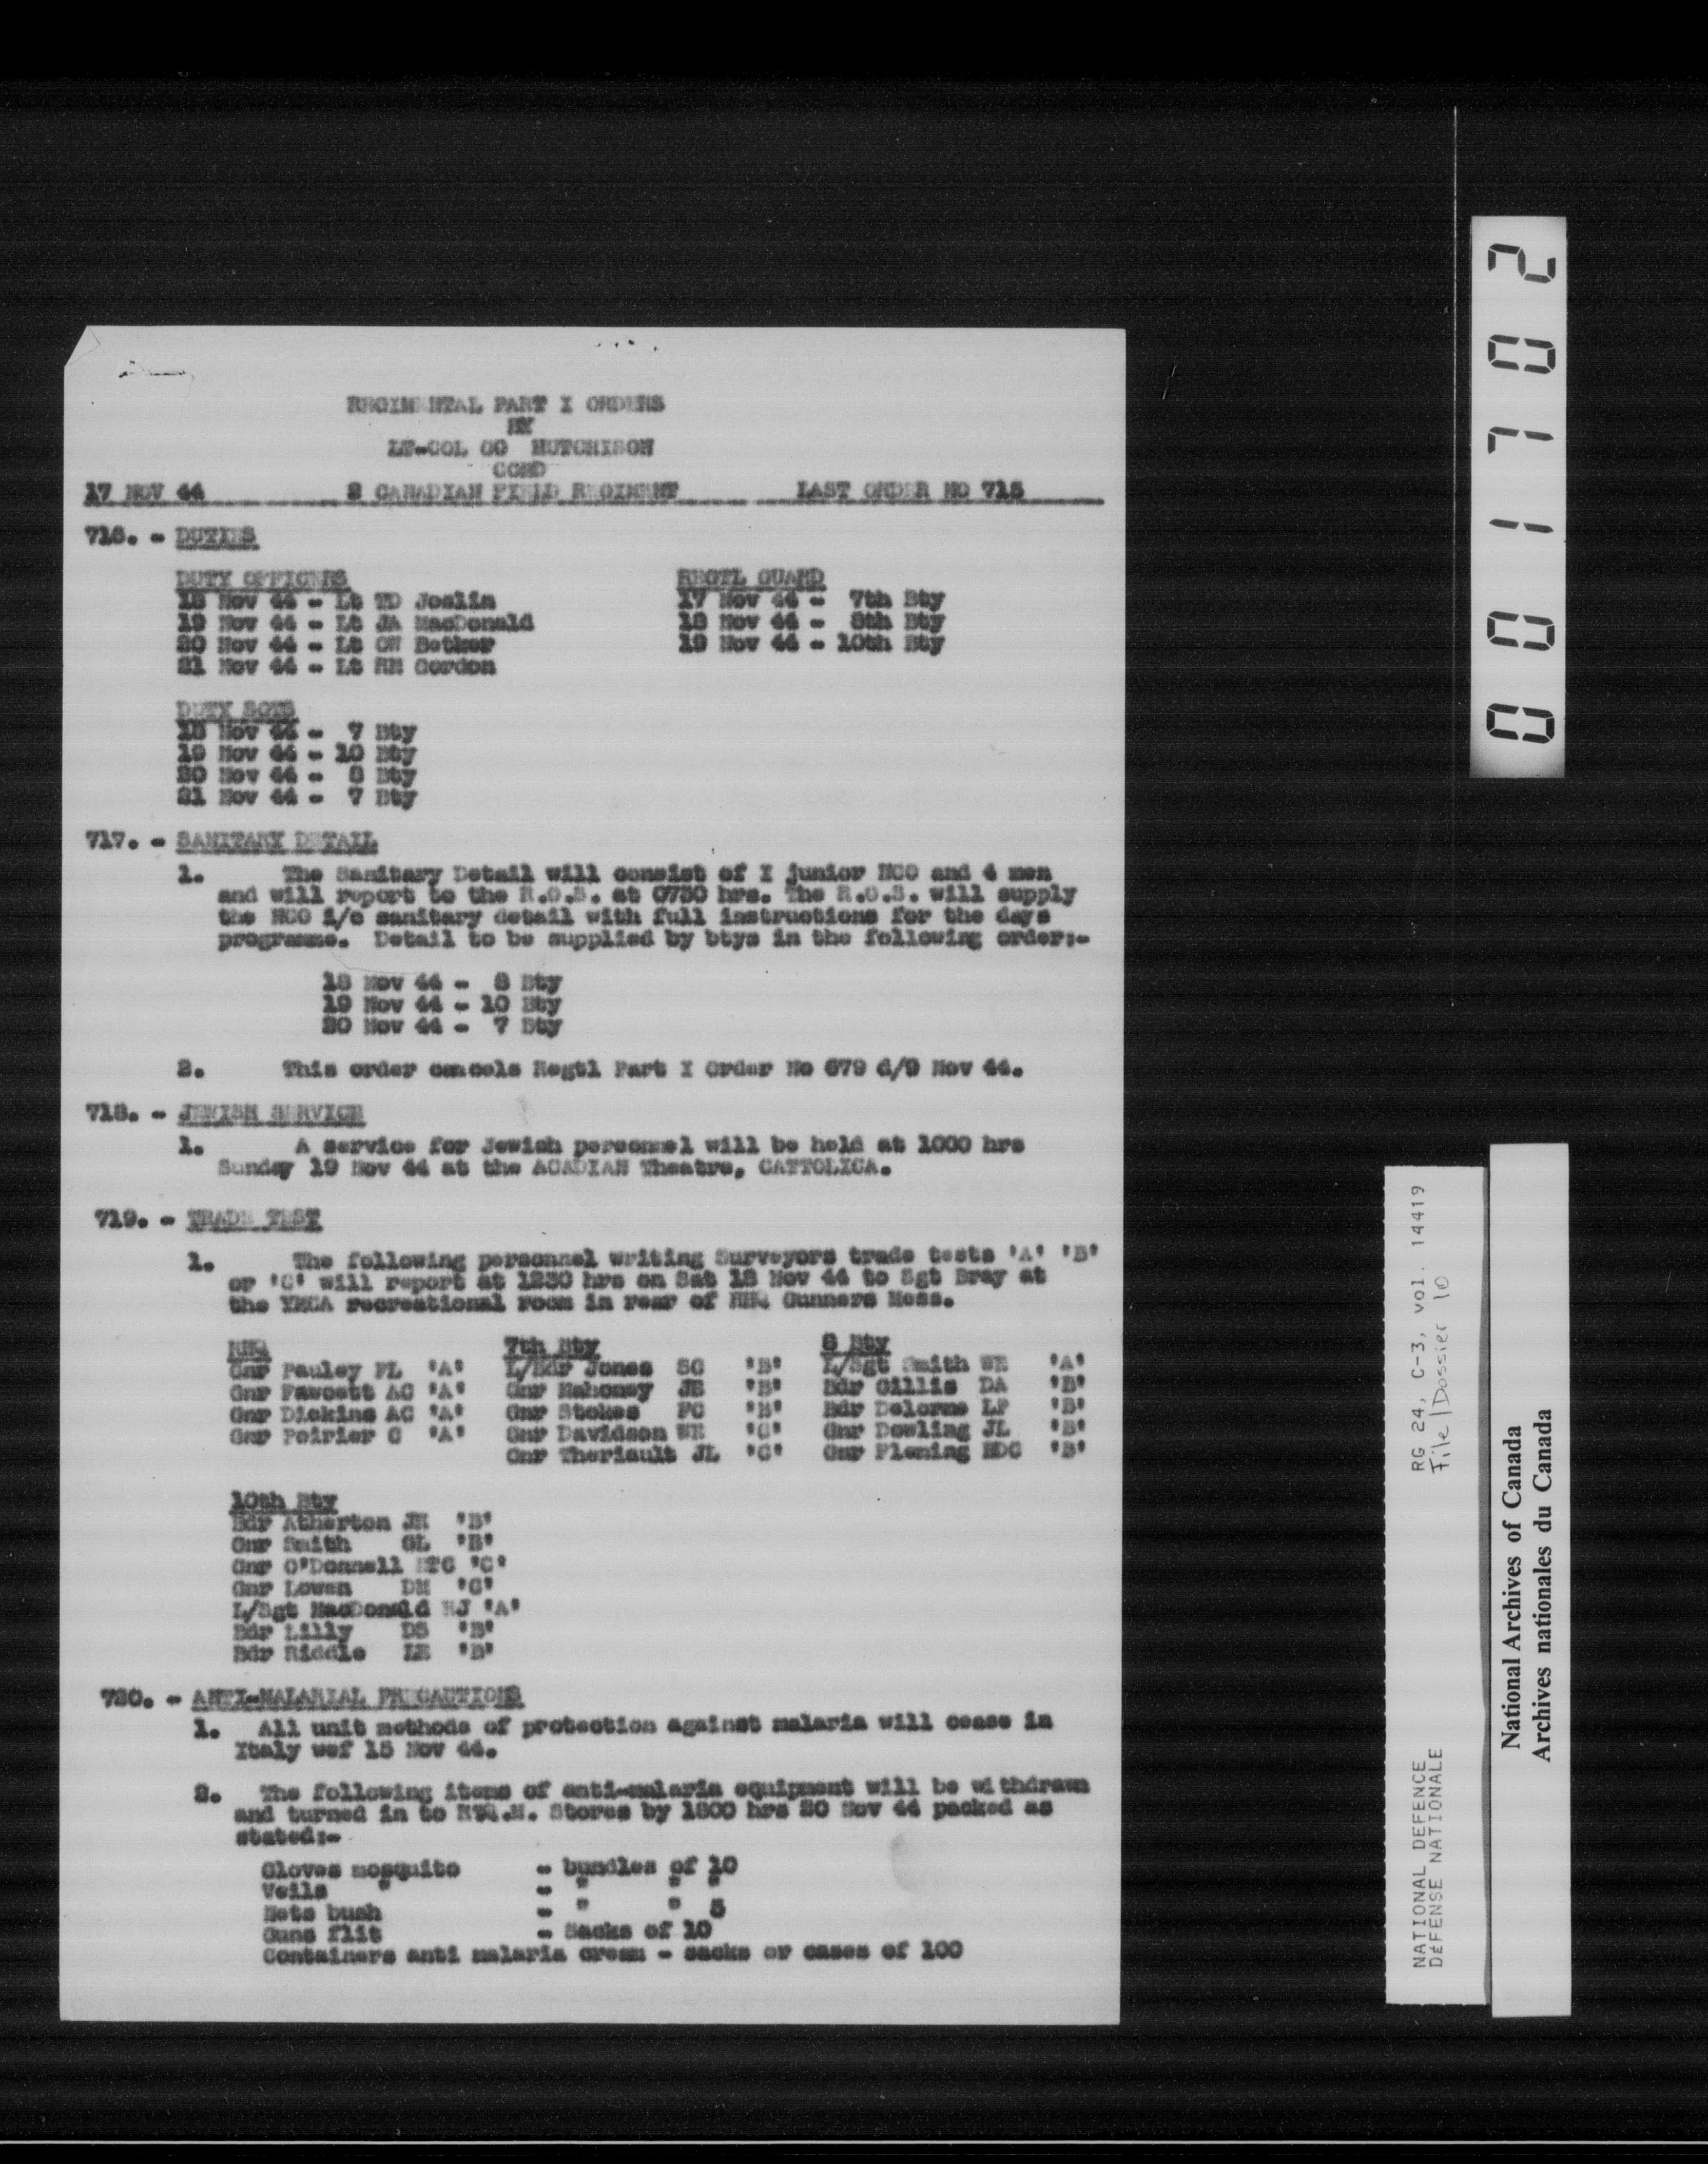 REGIMENTAL PART I ORDERS
BY
LT-COL OO HUTCHISON
COMD
17 NOV 44 2 CANADIAN FIELD REGIMENT LAST ORDER NO 715
716. - DUTIES
DUTY OFFICERS REGTL GUARD
18 Nov 44 - Lt TD Joslin 17 Nov 44 - 7th Bty
19 Nov 44 - Lt JA MacDonald 18 Nov 44 - 8th Bty
20 Nov 44 - Lt CW Betker 19 Nov 44 - 10th Bty
21 Nov 44 - Lt RM Gordon
DUTY SGTS
18 Nov 44 - 7 Bty
19 Nov 44 - 10 Bty
20 Nov 44 - 8 Bty
21 Nov 44 - 7 Bty
717. - SANITARY DETAIL
1. The Sanitary Detail will consist of I junior NCO and 4 men
and will report to the R.O.S. at 0730 hrs. The R.O.S. will supply
the NCO i/c sanitary detail with full instructions for the days
programme. Detail to be supplied by btys in the following order:-
18 Nov 44 - 8 Bty
19 Nov 44 - 10 Bty
20 Nov 44 - 7 Bty
2. This order cancels Regtl Part I Order No 679 d/9 Nov 44.
718. - JEWISH SERVICE
1. A service for Jewish personnel will be held at 1000 hrs
Sunday 19 Nov 44 at the ACADIAN Theatre, CATTOLICA.
719. - TRADE TEST
1. The following personnel writing Surveyors trade tests 'A' 'B'
or 'C' will report at 1230 hrs on Sat 18 Nov 44 to Sgt Bray at
the YMCA recreational room in rear of RHQ Gunners Mess.
RHQ 7th Bty 8 Bty
Gnr Pauley FL 'A' L/Bdr Jones SC 'B' L/Sgt Smith WE 'A'
Gnr Fawcett AC 'A' Gnr Mahoney JE 'B' Bdr Gillis DA 'B'
Gnr Dickins AC 'A' Gnr Stokes FC 'B' Bdr Delorme LF 'B'
Gnr Poirier C 'A' Gnr Davidson WR 'C' Gnr Dowling JL 'B'
Gnr Theriault JL 'C' Gnr Fleming HDC 'B'
10th Bty
Bdr Atherton JH 'B'
Gnr Smith GL 'B'
Gnr O'Donnell 'C'
Gnr Lowen DM 'C'
L/Sgt MacDonald RJ 'A'
Bdr Lilly DS 'B'
Bdr Riddle LE 'B'
720. - ANTI-MALARIAL PRECAUTIONS
1. All unit methods of protection against malaria will cease in
Italy wef 15 Nov 44.
2. The following items of anti-malaria equipment will be withdrawn
and turned in to Stores by 1800 hrs 20 Nov 44 packed as
stated:-
Gloves mosquito - bundles of 10
Veils " - " " "
Nets bush - " " 5
Guns flit - Sacks of 10
Containers anti malaria cream - sacks or cases of 100
001702
RG 24, C-3, vol. 14419
File/Dossier 10
NATIONAL DEFENCE
DÉFENSE NATIONALE
National Archives of Canada
Archives nationales du Canada